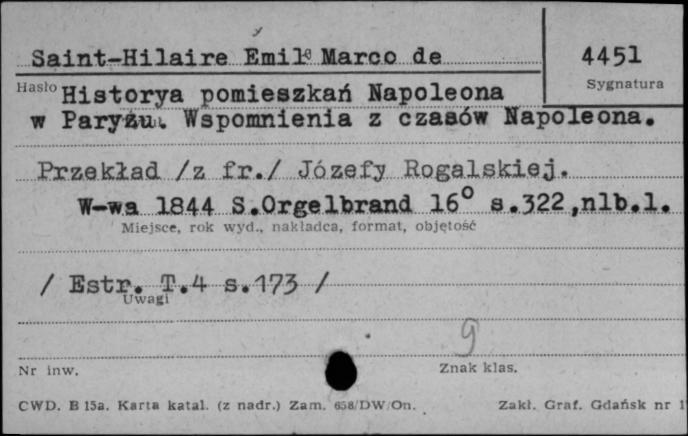 Saint-Hilaire Emile Marco de
4451
Hasło
Sygnatura
Historya pomieszkań Napoleona
w Paryżu. Wspomnienia z czasów Napoleona.
Przekład /z fr./ Józefy Rogalskiej.
W-wa 1844 S.Orgelbrand 16° s.322,nlb.1.
Miejsce, rok wyd., nakładca, format, objętość
/ Estr. T.4 s.173 /
Uwagi
g
Nr inw.
Znak klas.
CWD. B 15a. Karta katal. (z nadr.) Zam. 658/DW/On.
Zakł. Graf. Gdańsk nr 1